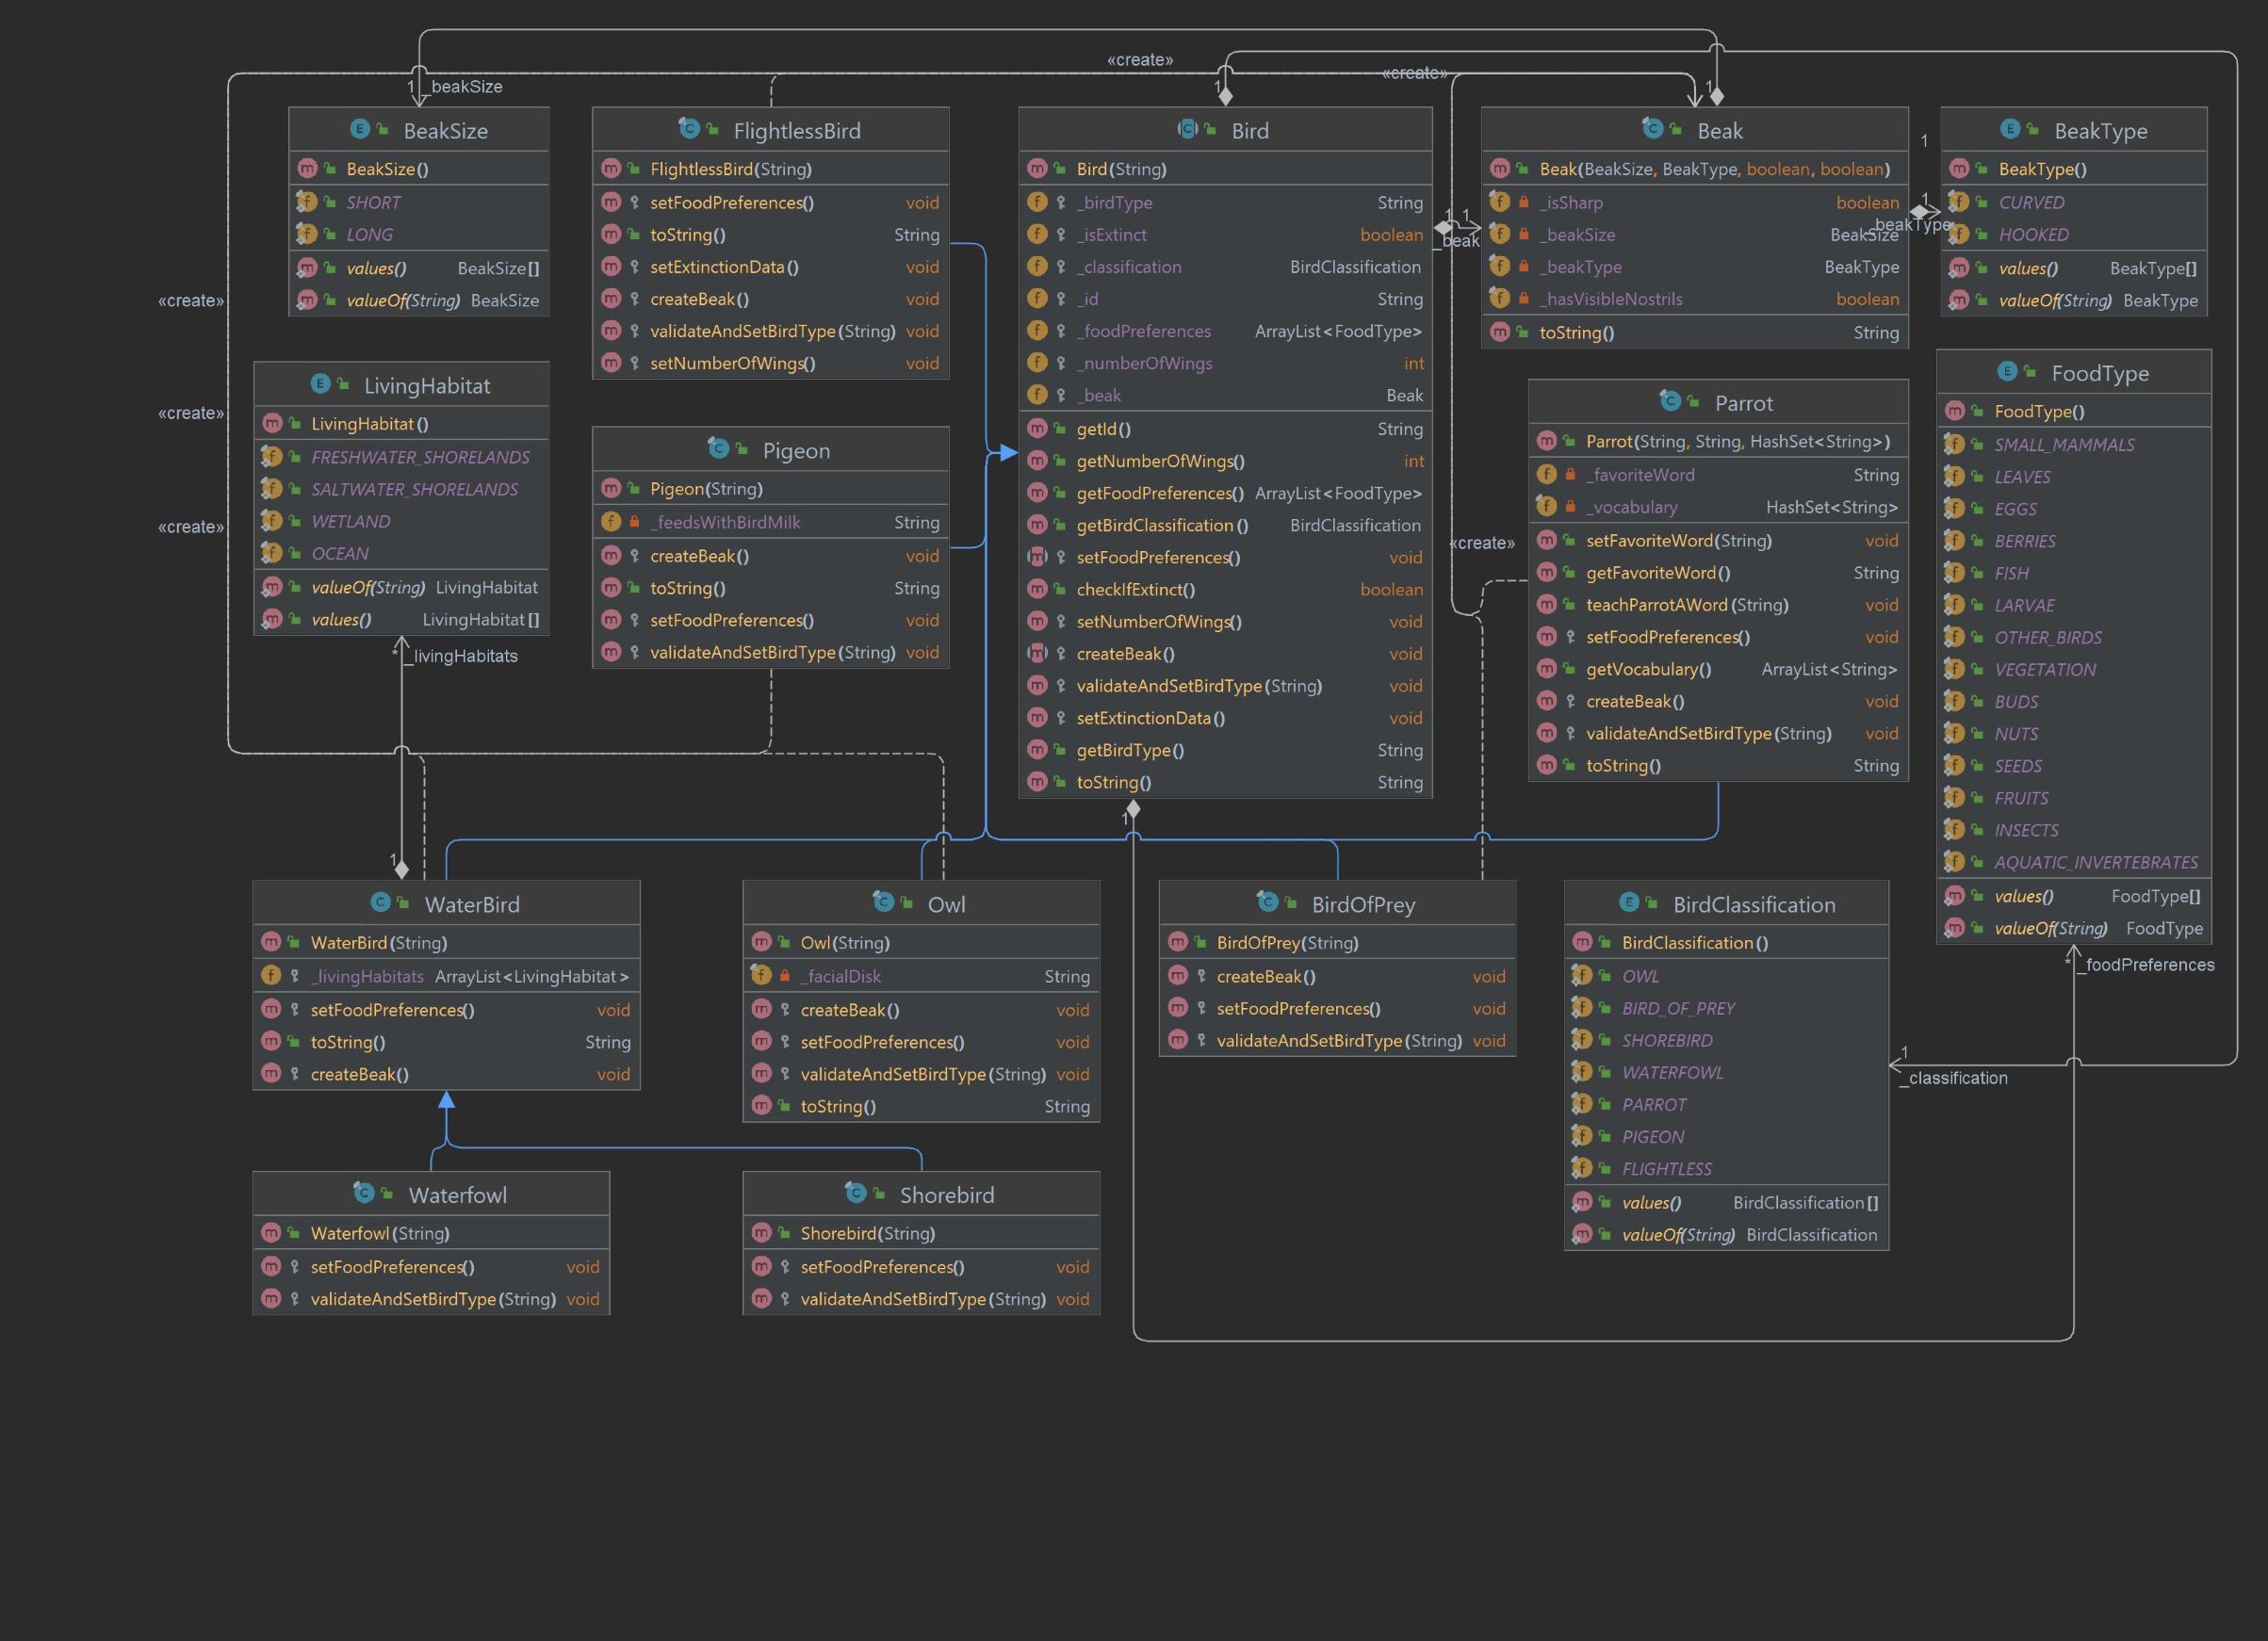 «create»
«create»
1
1
1
_beakSize
BeakSize
BeakSize()
SHORT
LONG
values() BeakSize[]
valueOf(String) BeakSize
FlightlessBird
FlightlessBird(String)
setFoodPreferences() void
toString() String
setExtinctionData() void
createBeak() void
validateAndSetBirdType(String) void
setNumberOfWings() void
Bird
Bird(String)
_birdType String
_isExtinct boolean
_classification BirdClassification
_id String
_foodPreferences ArrayList<FoodType>
_numberOfWings int
_beak Beak
getId() String
getNumberOfWings() int
getFoodPreferences() ArrayList<FoodType>
getBirdClassification() BirdClassification
setFoodPreferences() void
checkIfExtinct() boolean
setNumberOfWings() void
createBeak() void
validateAndSetBirdType(String) void
setExtinctionData() void
getBirdType() String
toString() String
1
1
_beak
Beak
Beak(BeakSize, BeakType, boolean, boolean)
_isSharp boolean
_beakSize BeakSize
_beakType BeakType
_hasVisibleNostrils boolean
toString() String
1
1
_beakType
BeakType
BeakType()
CURVED
HOOKED
values() BeakType[]
valueOf(String) BeakType
«create»
«create»
«create»
LivingHabitat
LivingHabitat()
FRESHWATER_SHORELANDS
SALTWATER_SHORELANDS
WETLAND
OCEAN
valueOf(String) LivingHabitat
values() LivingHabitat[]
*
_livingHabitats
Pigeon
Pigeon(String)
_feedsWithBirdMilk String
createBeak() void
toString() String
setFoodPreferences() void
validateAndSetBirdType(String) void
«create»
Parrot
Parrot(String, String, HashSet<String>)
_favoriteWord String
_vocabulary HashSet<String>
setFavoriteWord(String) void
getFavoriteWord() String
teachParrotAWord(String) void
setFoodPreferences() void
getVocabulary() ArrayList<String>
createBeak() void
validateAndSetBirdType(String) void
toString() String
FoodType
FoodType()
SMALL_MAMMALS
LEAVES
EGGS
BERRIES
FISH
LARVAE
OTHER_BIRDS
VEGETATION
BUDS
NUTS
SEEDS
FRUITS
INSECTS
AQUATIC_INVERTEBRATES
values() FoodType[]
valueOf(String) FoodType
*
_foodPreferences
1
1
WaterBird
WaterBird(String)
_livingHabitats ArrayList<LivingHabitat>
setFoodPreferences() void
toString() String
createBeak() void
Owl
Owl(String)
_facialDisk String
createBeak() void
setFoodPreferences() void
validateAndSetBirdType(String) void
toString() String
BirdOfPrey
BirdOfPrey(String)
createBeak() void
setFoodPreferences() void
validateAndSetBirdType(String) void
BirdClassification
BirdClassification()
OWL
BIRD_OF_PREY
SHOREBIRD
WATERFOWL
PARROT
PIGEON
FLIGHTLESS
values() BirdClassification[]
valueOf(String) BirdClassification
1
_classification
Waterfowl
Waterfowl(String)
setFoodPreferences() void
validateAndSetBirdType(String) void
Shorebird
Shorebird(String)
setFoodPreferences() void
validateAndSetBirdType(String) void